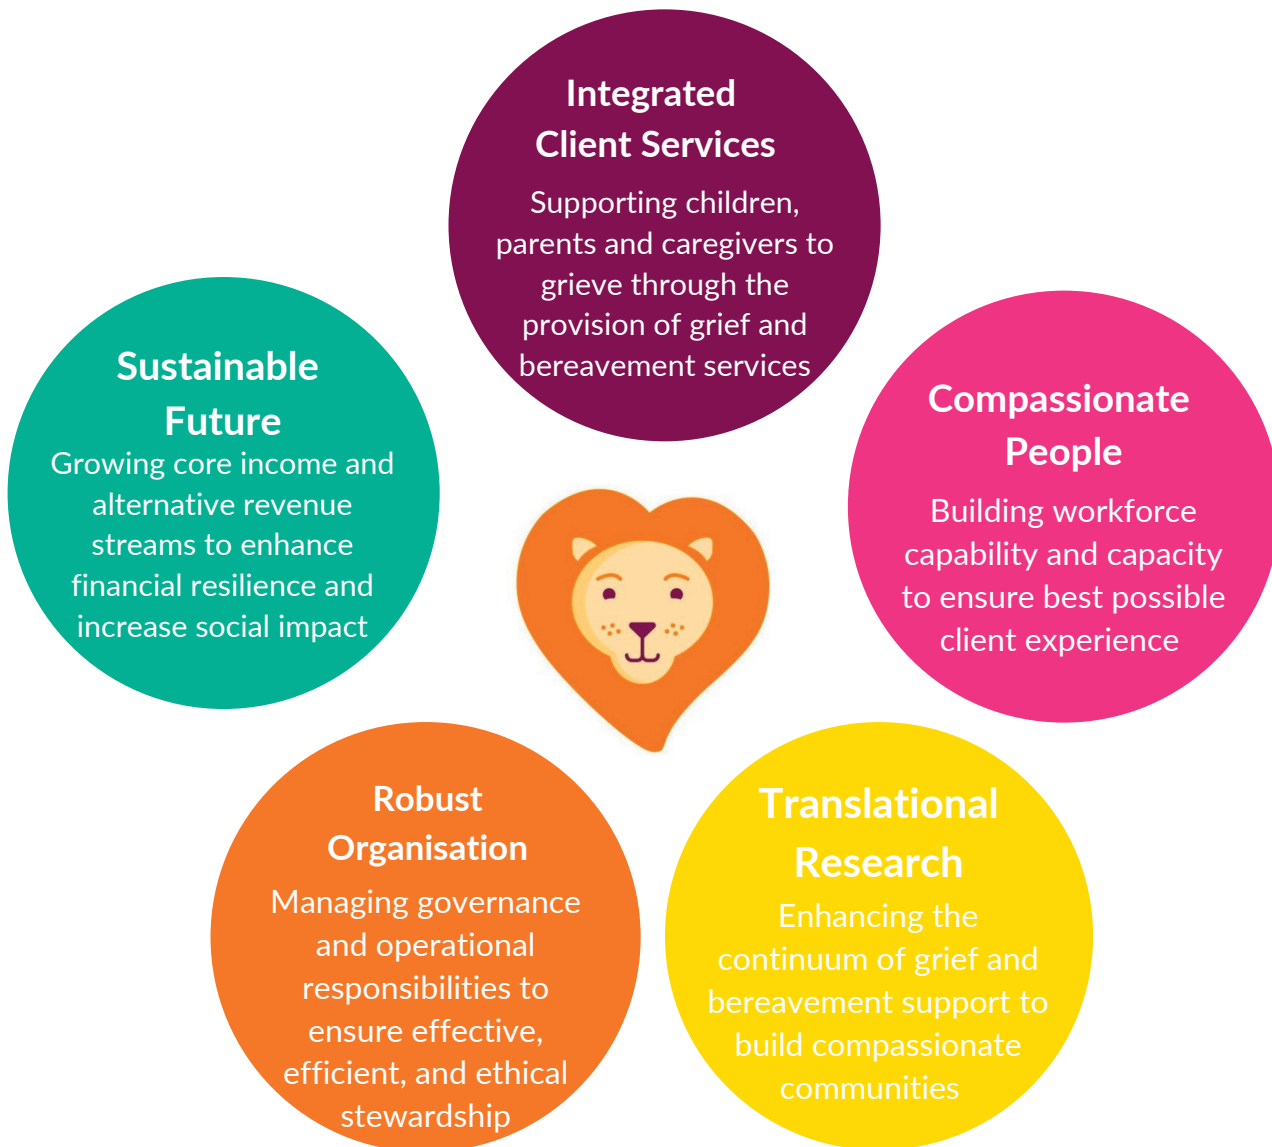 Integrated
Client Services
Supporting children,
parents and caregivers to
grieve through the
provision of grief and
bereavement services
Sustainable
Future
Growing core income and
alternative revenue
streams to enhance
financial resilience and
increase social impact
Compassionate
People
Building workforce
capability and capacity
to ensure best possible
client experience
Robust
Organisation
Managing governance
and operational
responsibilities to
ensure effective,
efficient, and ethical
stewardship
Translational
Research
Enhancing the
continuum of grief and
bereavement support to
build compassionate
communities